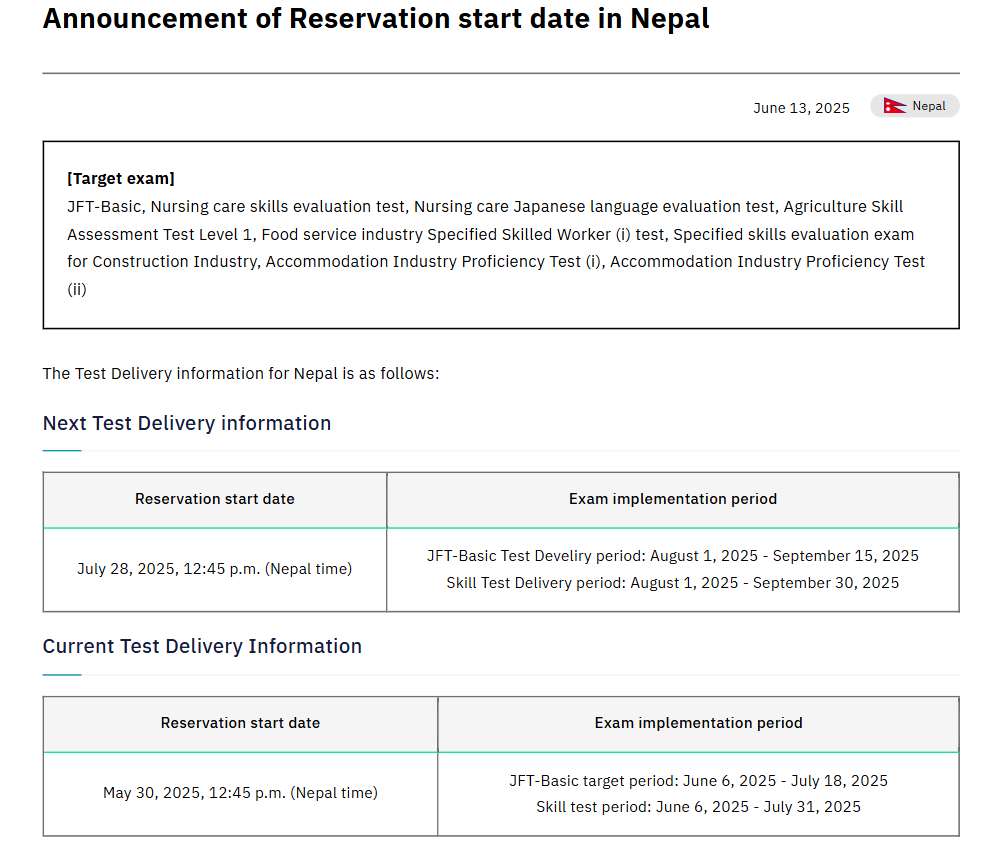 Announcement of Reservation start date in Nepal
June 13, 2025
Nepal
[Target exam]
JFT-Basic, Nursing care skills evaluation test, Nursing care Japanese language evaluation test, Agriculture Skill
Assessment Test Level 1, Food service industry Specified Skilled Worker (i) test, Specified skills evaluation exam
for Construction Industry, Accommodation Industry Proficiency Test (i), Accommodation Industry Proficiency Test
(ii)
The Test Delivery information for Nepal is as follows:
Next Test Delivery information
Reservation start date
Exam implementation period
July 28, 2025, 12:45 p.m. (Nepal time)
JFT-Basic Test Develiry period: August 1, 2025 - September 15, 2025
Skill Test Delivery period: August 1, 2025 - September 30, 2025
Current Test Delivery Information
Reservation start date
Exam implementation period
May 30, 2025, 12:45 p.m. (Nepal time)
JFT-Basic target period: June 6, 2025 - July 18, 2025
Skill test period: June 6, 2025 - July 31, 2025